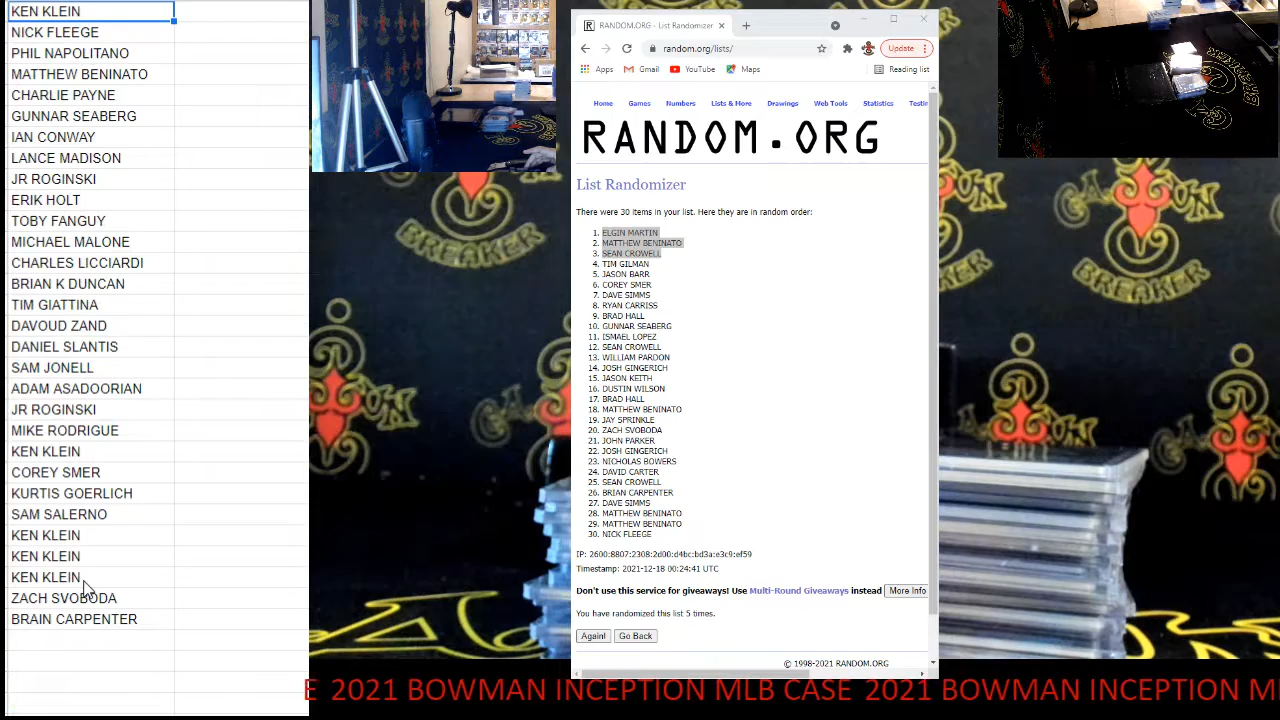 KEN KLEIN
NICK FLEEGE
PHIL NAPOLITANO
MATTHEW BENINATO
CHARLIE PAYNE
GUNNAR SEABERG
IAN CONWAY
LANCE MADISON
JR ROGINSKI
ERIK HOLT
TOBY FANGUY
MICHAEL MALONE
CHARLES LICCIARDI
BRIAN K DUNCAN
TIM GIATTINA
DAVOUD ZAND
DANIEL SLANTIS
SAM JONELL
ADAM ASADOORIAN
JR ROGINSKI
MIKE RODRIGUE
KEN KLEIN
COREY SMER
KURTIS GOERLICH
SAM SALERNO
KEN KLEIN
KEN KLEIN
KEN KLEIN
ZACH SVOBODA
BRAIN CARPENTER
RANDOM.ORG - List Randomizer
random.org/lists/
Update
Apps Gmail YouTube Maps Reading list
Home Games Numbers Lists & More Drawings Web Tools Statistics Testin
RANDOM.ORG
List Randomizer
There were 30 items in your list. Here they are in random order:
1. ELGIN MARTIN
2. MATTHEW BENINATO
3. SEAN CROWELL
4. TIM GILMAN
5. JASON BARR
6. COREY SMER
7. DAVE SIMMS
8. RYAN CARRISS
9. BRAD HALL
10. GUNNAR SEABERG
11. ISMAEL LOPEZ
12. SEAN CROWELL
13. WILLIAM PARDON
14. JOSH GINGERICH
15. JASON KEITH
16. DUSTIN WILSON
17. BRAD HALL
18. MATTHEW BENINATO
19. JAY SPRINKLE
20. ZACH SVOBODA
21. JOHN PARKER
22. JOSH GINGERICH
23. NICHOLAS BOWERS
24. DAVID CARTER
25. SEAN CROWELL
26. BRIAN CARPENTER
27. DAVE SIMMS
28. MATTHEW BENINATO
29. MATTHEW BENINATO
30. NICK FLEEGE
IP: 2600:8807:2308:2d00:d4bc:bd3a:e3c9:ef59
Timestamp: 2021-12-18 00:24:41 UTC
Don't use this service for giveaways! Use Multi-Round Giveaways instead More Info
You have randomized this list 5 times.
Again! Go Back
© 1998-2021 RANDOM.ORG
E 2021 BOWMAN INCEPTION MLB CASE 2021 BOWMAN INCEPTION M
BREAKER
BREAKER